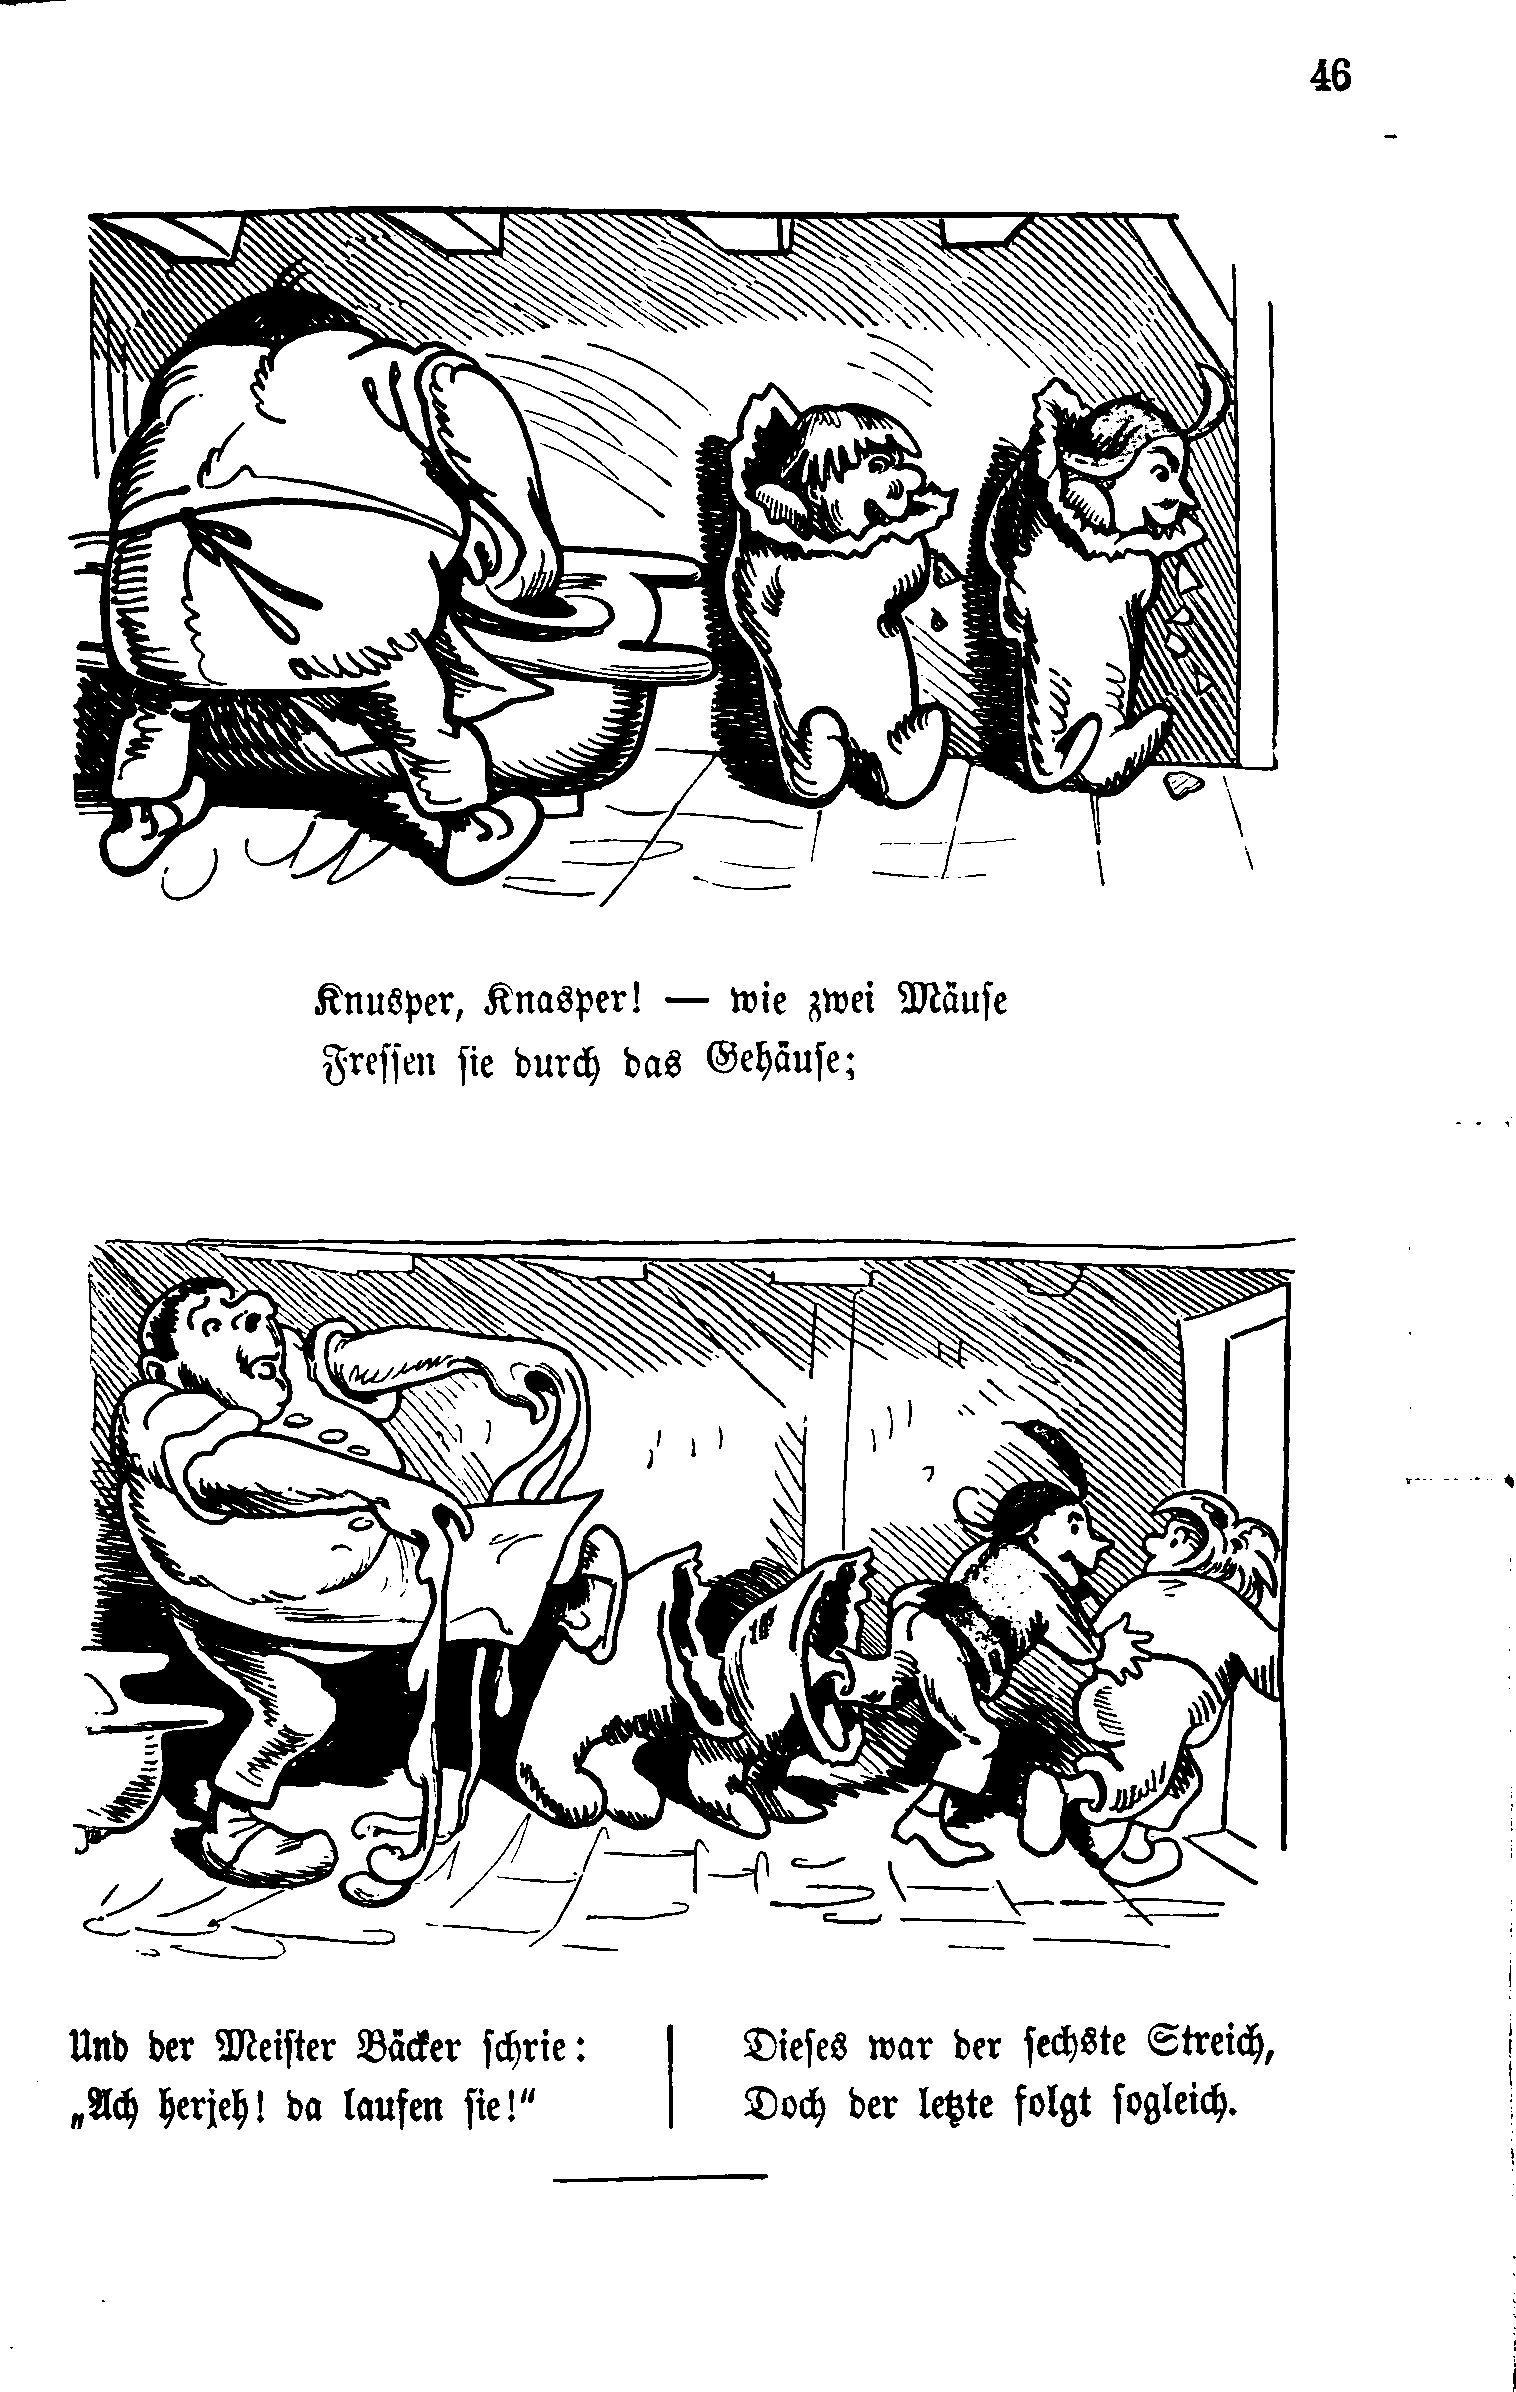 46
Knusper, Knasper! — wie zwei Mäuse
Fressen sie durch das Gehäuse;
Und der Meister Bäcker schrie:
„Ach herjeh! da laufen sie!“
Dieses war der sechste Streich,
Doch der letzte folgt sogleich.